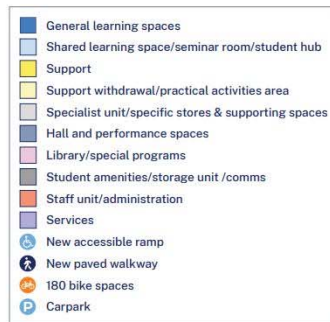 General learning spaces
Shared learning space/seminar room/student hub
Support
Support withdrawal/practical activities area
Specialist unit/specific stores & supporting spaces
Hall and performance spaces
Library/special programs
Student amenities/storage unit /comms
Staff unit/administration
Services
New accessible ramp
New paved walkway
180 bike spaces
P Carpark